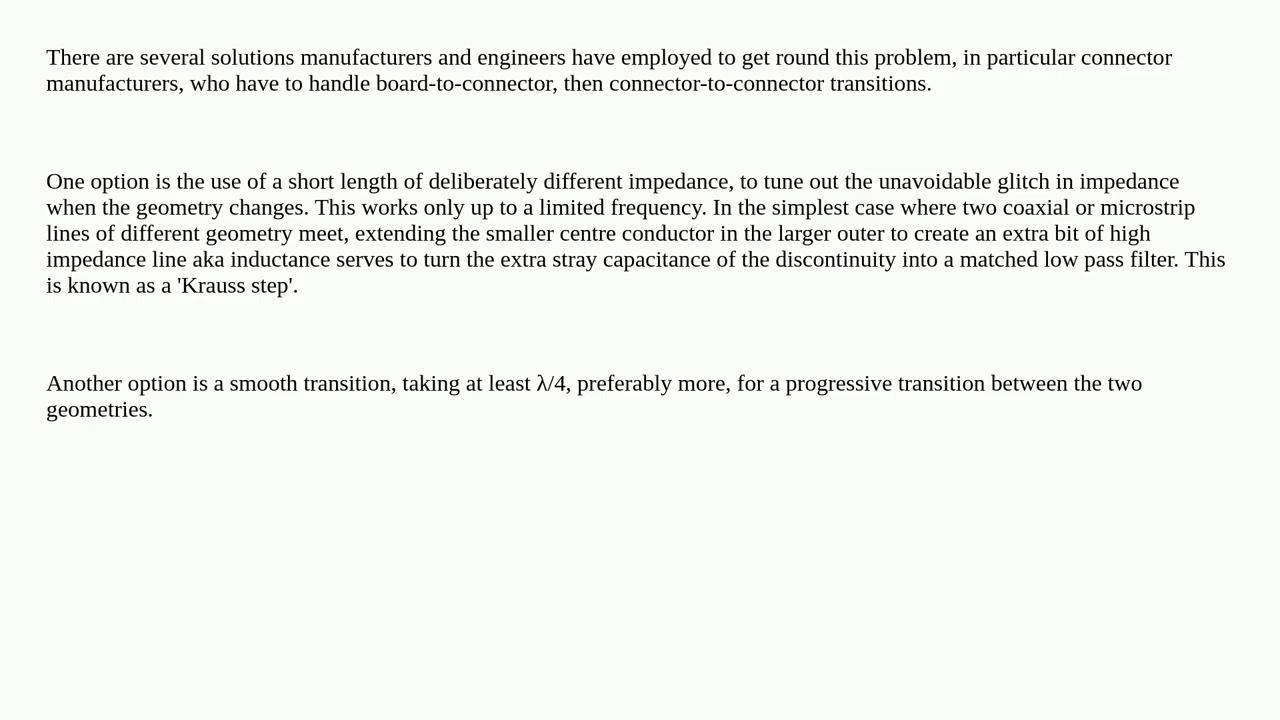 There are several solutions manufacturers and engineers have employed to get round this problem, in particular connector
manufacturers, who have to handle board-to-connector, then connector-to-connector transitions.
One option is the use of a short length of deliberately different impedance, to tune out the unavoidable glitch in impedance
when the geometry changes. This works only up to a limited frequency. In the simplest case where two coaxial or microstrip
lines of different geometry meet, extending the smaller centre conductor in the larger outer to create an extra bit of high
impedance line aka inductance serves to turn the extra stray capacitance of the discontinuity into a matched low pass filter. This
is known as a 'Krauss step'.
Another option is a smooth transition, taking at least λ/4, preferably more, for a progressive transition between the two
geometries.